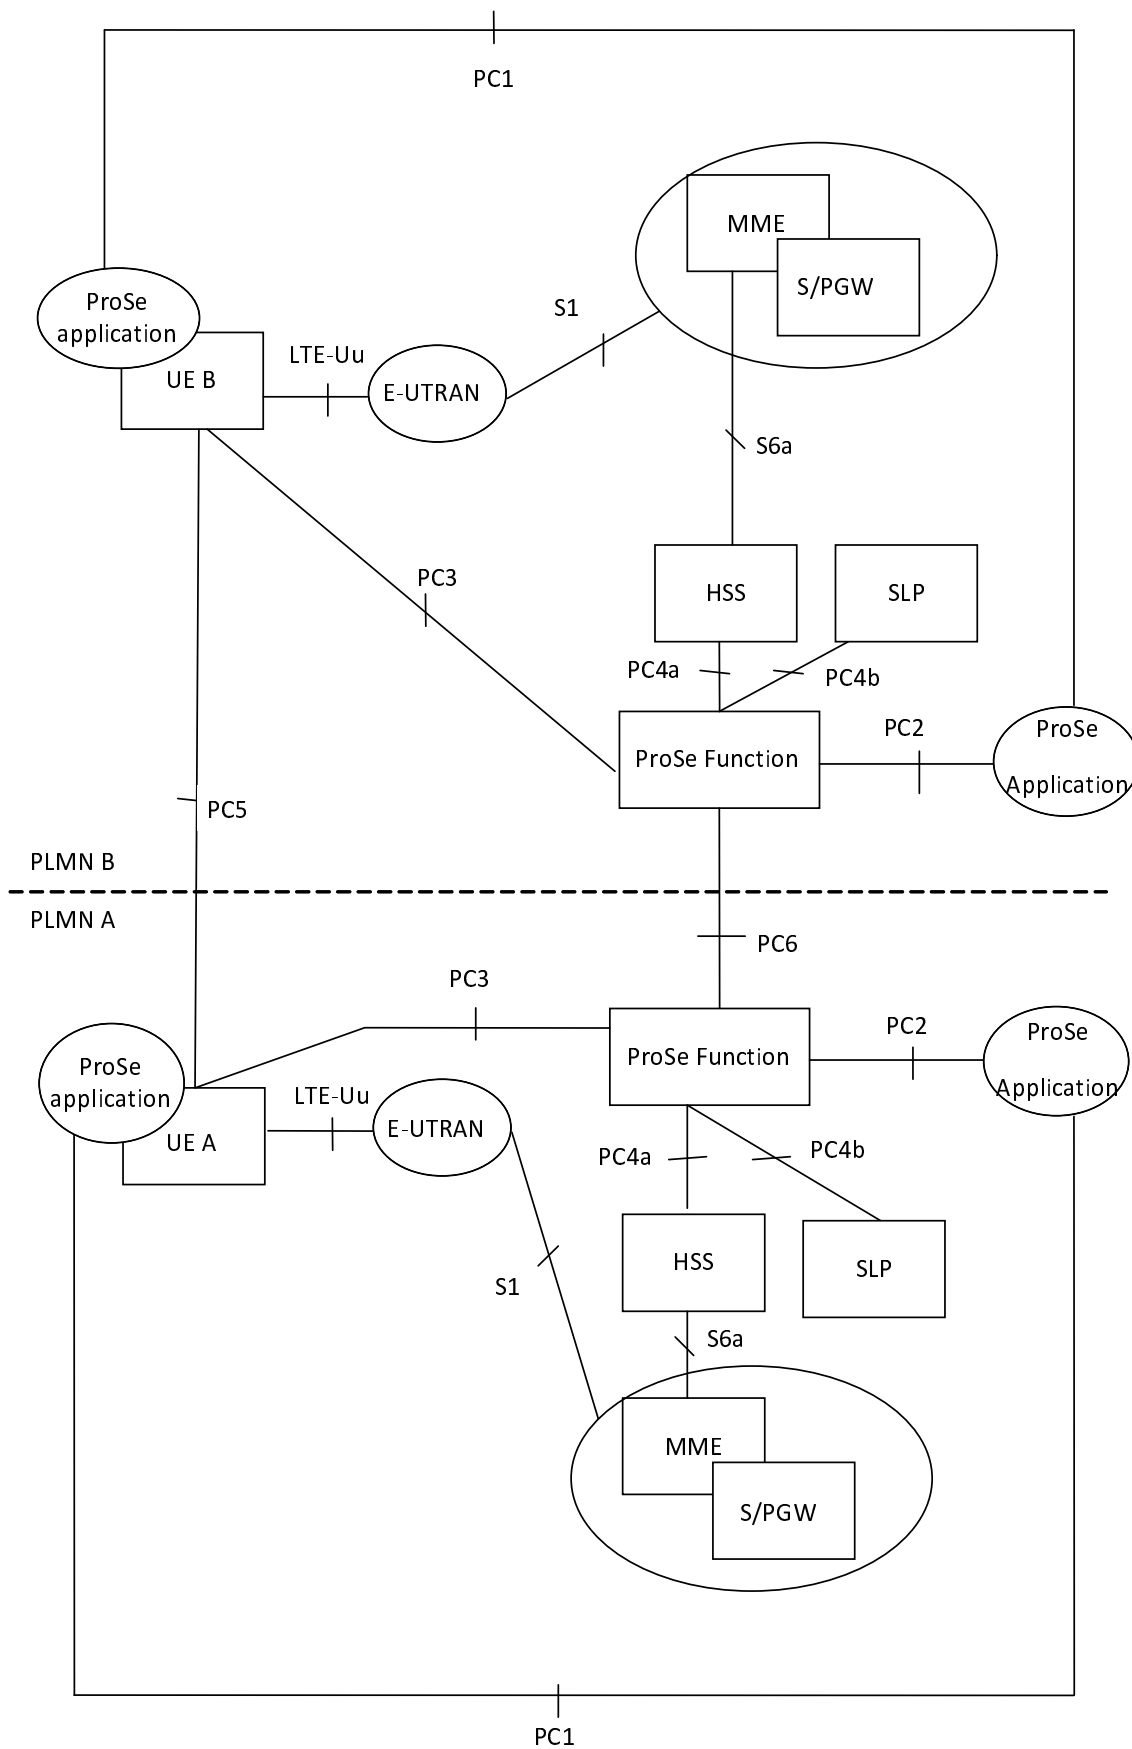 PC1
MME
S/PGW
ProSe
application
S1
LTE-Uu
UE B
E-UTRAN
S6a
PC3
HSS
SLP
PC4a
PC4b
PC2
ProSe
Application
ProSe Function
PC5
PLMN B
PLMN A
PC6
PC3
PC2
ProSe
Application
ProSe Function
ProSe
application
LTE-Uu
E-UTRAN
UE A
PC4a
PC4b
HSS
SLP
S1
S6a
MME
S/PGW
PC1